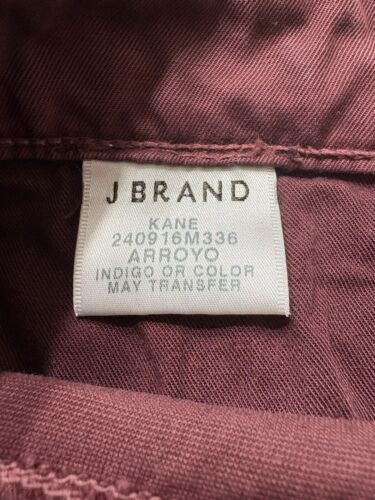 J BRAND
KANE
240916M336
ARROYO
INDIGO OR COLOR
MAY TRANSFER